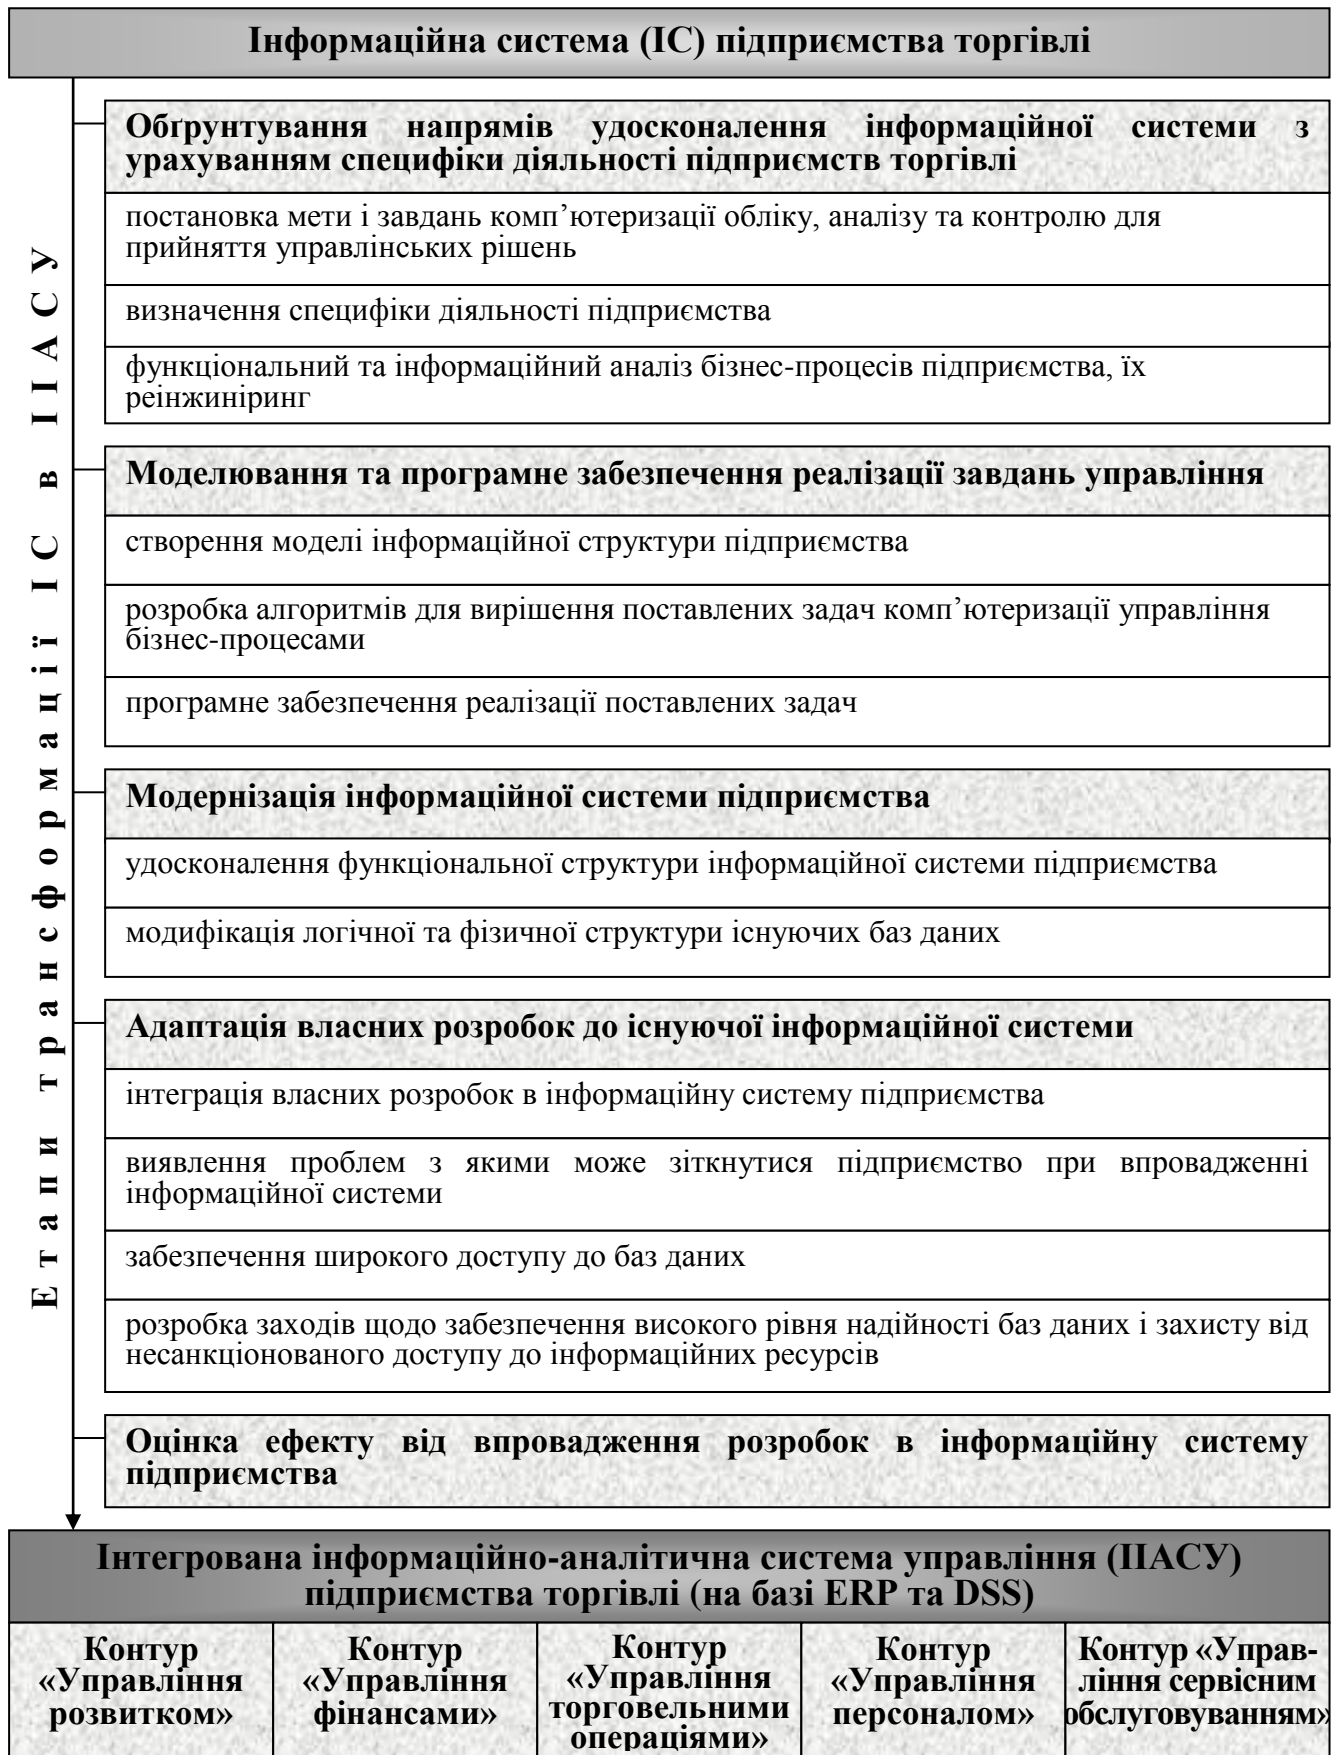 Інформаційна система (ІС) підприємства торгівлі
Етапи трансформації ІС в ІІАСУ
Обґрунтування напрямів удосконалення інформаційної системи з
урахуванням специфіки діяльності підприємств торгівлі
постановка мети і завдань комп’ютеризації обліку, аналізу та контролю для
прийняття управлінських рішень
визначення специфіки діяльності підприємства
функціональний та інформаційний аналіз бізнес-процесів підприємства, їх
реінжиніринг
Моделювання та програмне забезпечення реалізації завдань управління
створення моделі інформаційної структури підприємства
розробка алгоритмів для вирішення поставлених задач комп’ютеризації управління
бізнес-процесами
програмне забезпечення реалізації поставлених задач
Модернізація інформаційної системи підприємства
удосконалення функціональної структури інформаційної системи підприємства
модифікація логічної та фізичної структури існуючих баз даних
Адаптація власних розробок до існуючої інформаційної системи
інтеграція власних розробок в інформаційну систему підприємства
виявлення проблем з якими може зіткнутися підприємство при впровадженні
інформаційної системи
забезпечення широкого доступу до баз даних
розробка заходів щодо забезпечення високого рівня надійності баз даних і захисту від
несанкціонованого доступу до інформаційних ресурсів
Оцінка ефекту від впровадження розробок в інформаційну систему
підприємства
Інтегрована інформаційно-аналітична система управління (ІІАСУ)
підприємства торгівлі (на базі ERP та DSS)
Контур
«Управління
розвитком»
Контур
«Управління
фінансами»
Контур
«Управління
торговельними
операціями»
Контур
«Управління
персоналом»
Контур «Управ-
ління сервісним
обслуговуванням»